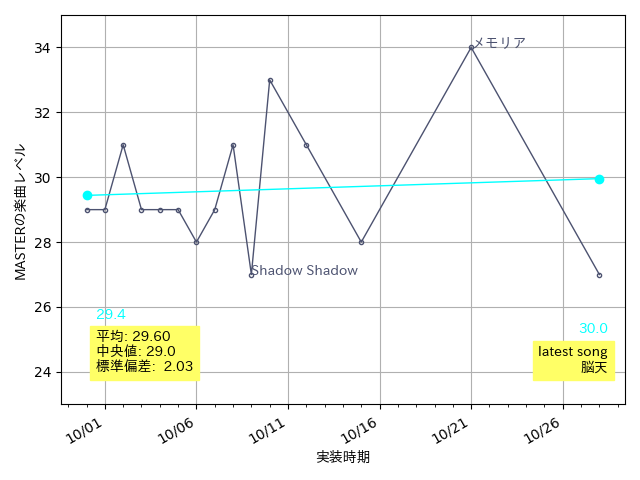 34
メモリア
32
30
28
Shadow Shadow
26
24
MASTERの楽曲レベル
29.4
平均: 29.60
中央値: 29.0
標準偏差: 2.03
30.0
latest song
脳天
10/01
10/06
10/11
10/16
10/21
10/26
実装時期